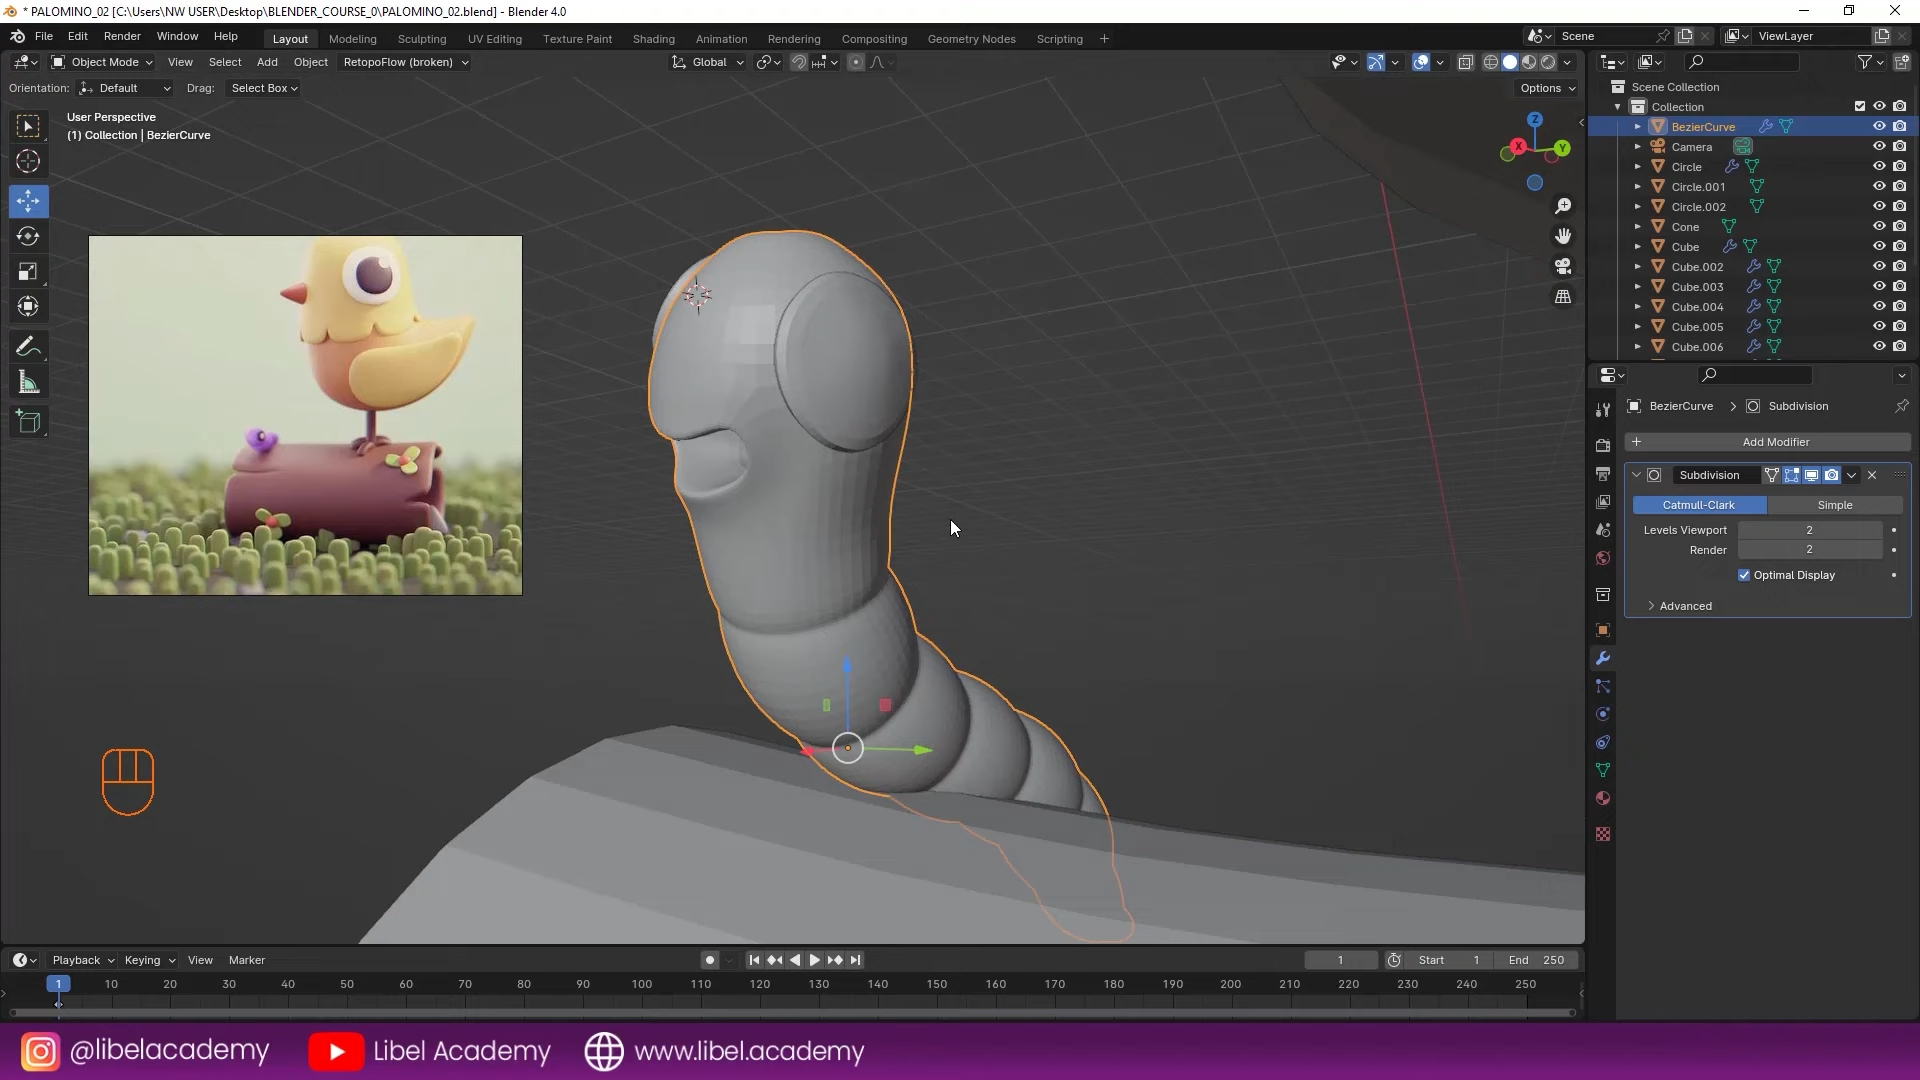 * PALOMINO_02 [C:\Users\NW USER\Desktop\BLENDER_COURSE_0\PALOMINO_02.blend] - Blender 4.0
File Edit Render Window Help
Layout Modeling Sculpting UV Editing Texture Paint Shading Animation Rendering Compositing Geometry Nodes Scripting +
Scene
ViewLayer
Object Mode View Select Add Object RetopoFlow (broken)
Global
Orientation: Default Drag: Select Box
Options
User Perspective
(1) Collection | BezierCurve
Z
X
Y
Scene Collection
Collection
BezierCurve
Camera
Circle
Circle.001
Circle.002
Cone
Cube
Cube.002
Cube.003
Cube.004
Cube.005
Cube.006
BezierCurve > Subdivision
+ Add Modifier
Subdivision
Catmull-Clark Simple
Levels Viewport 2
Render 2
Optimal Display
Advanced
Playback Keying View Marker
1 Start 1 End 250
1 10 20 30 40 50 60 70 80 90 100 110 120 130 140 150 160 170 180 190 200 210 220 230 240 250
@libelacademy Libel Academy www.libel.academy